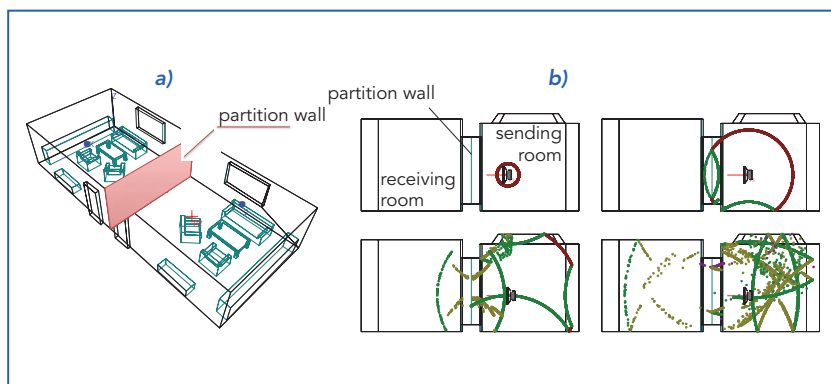 a)
partition wall
b)
partition wall
sending
room
receiving
room